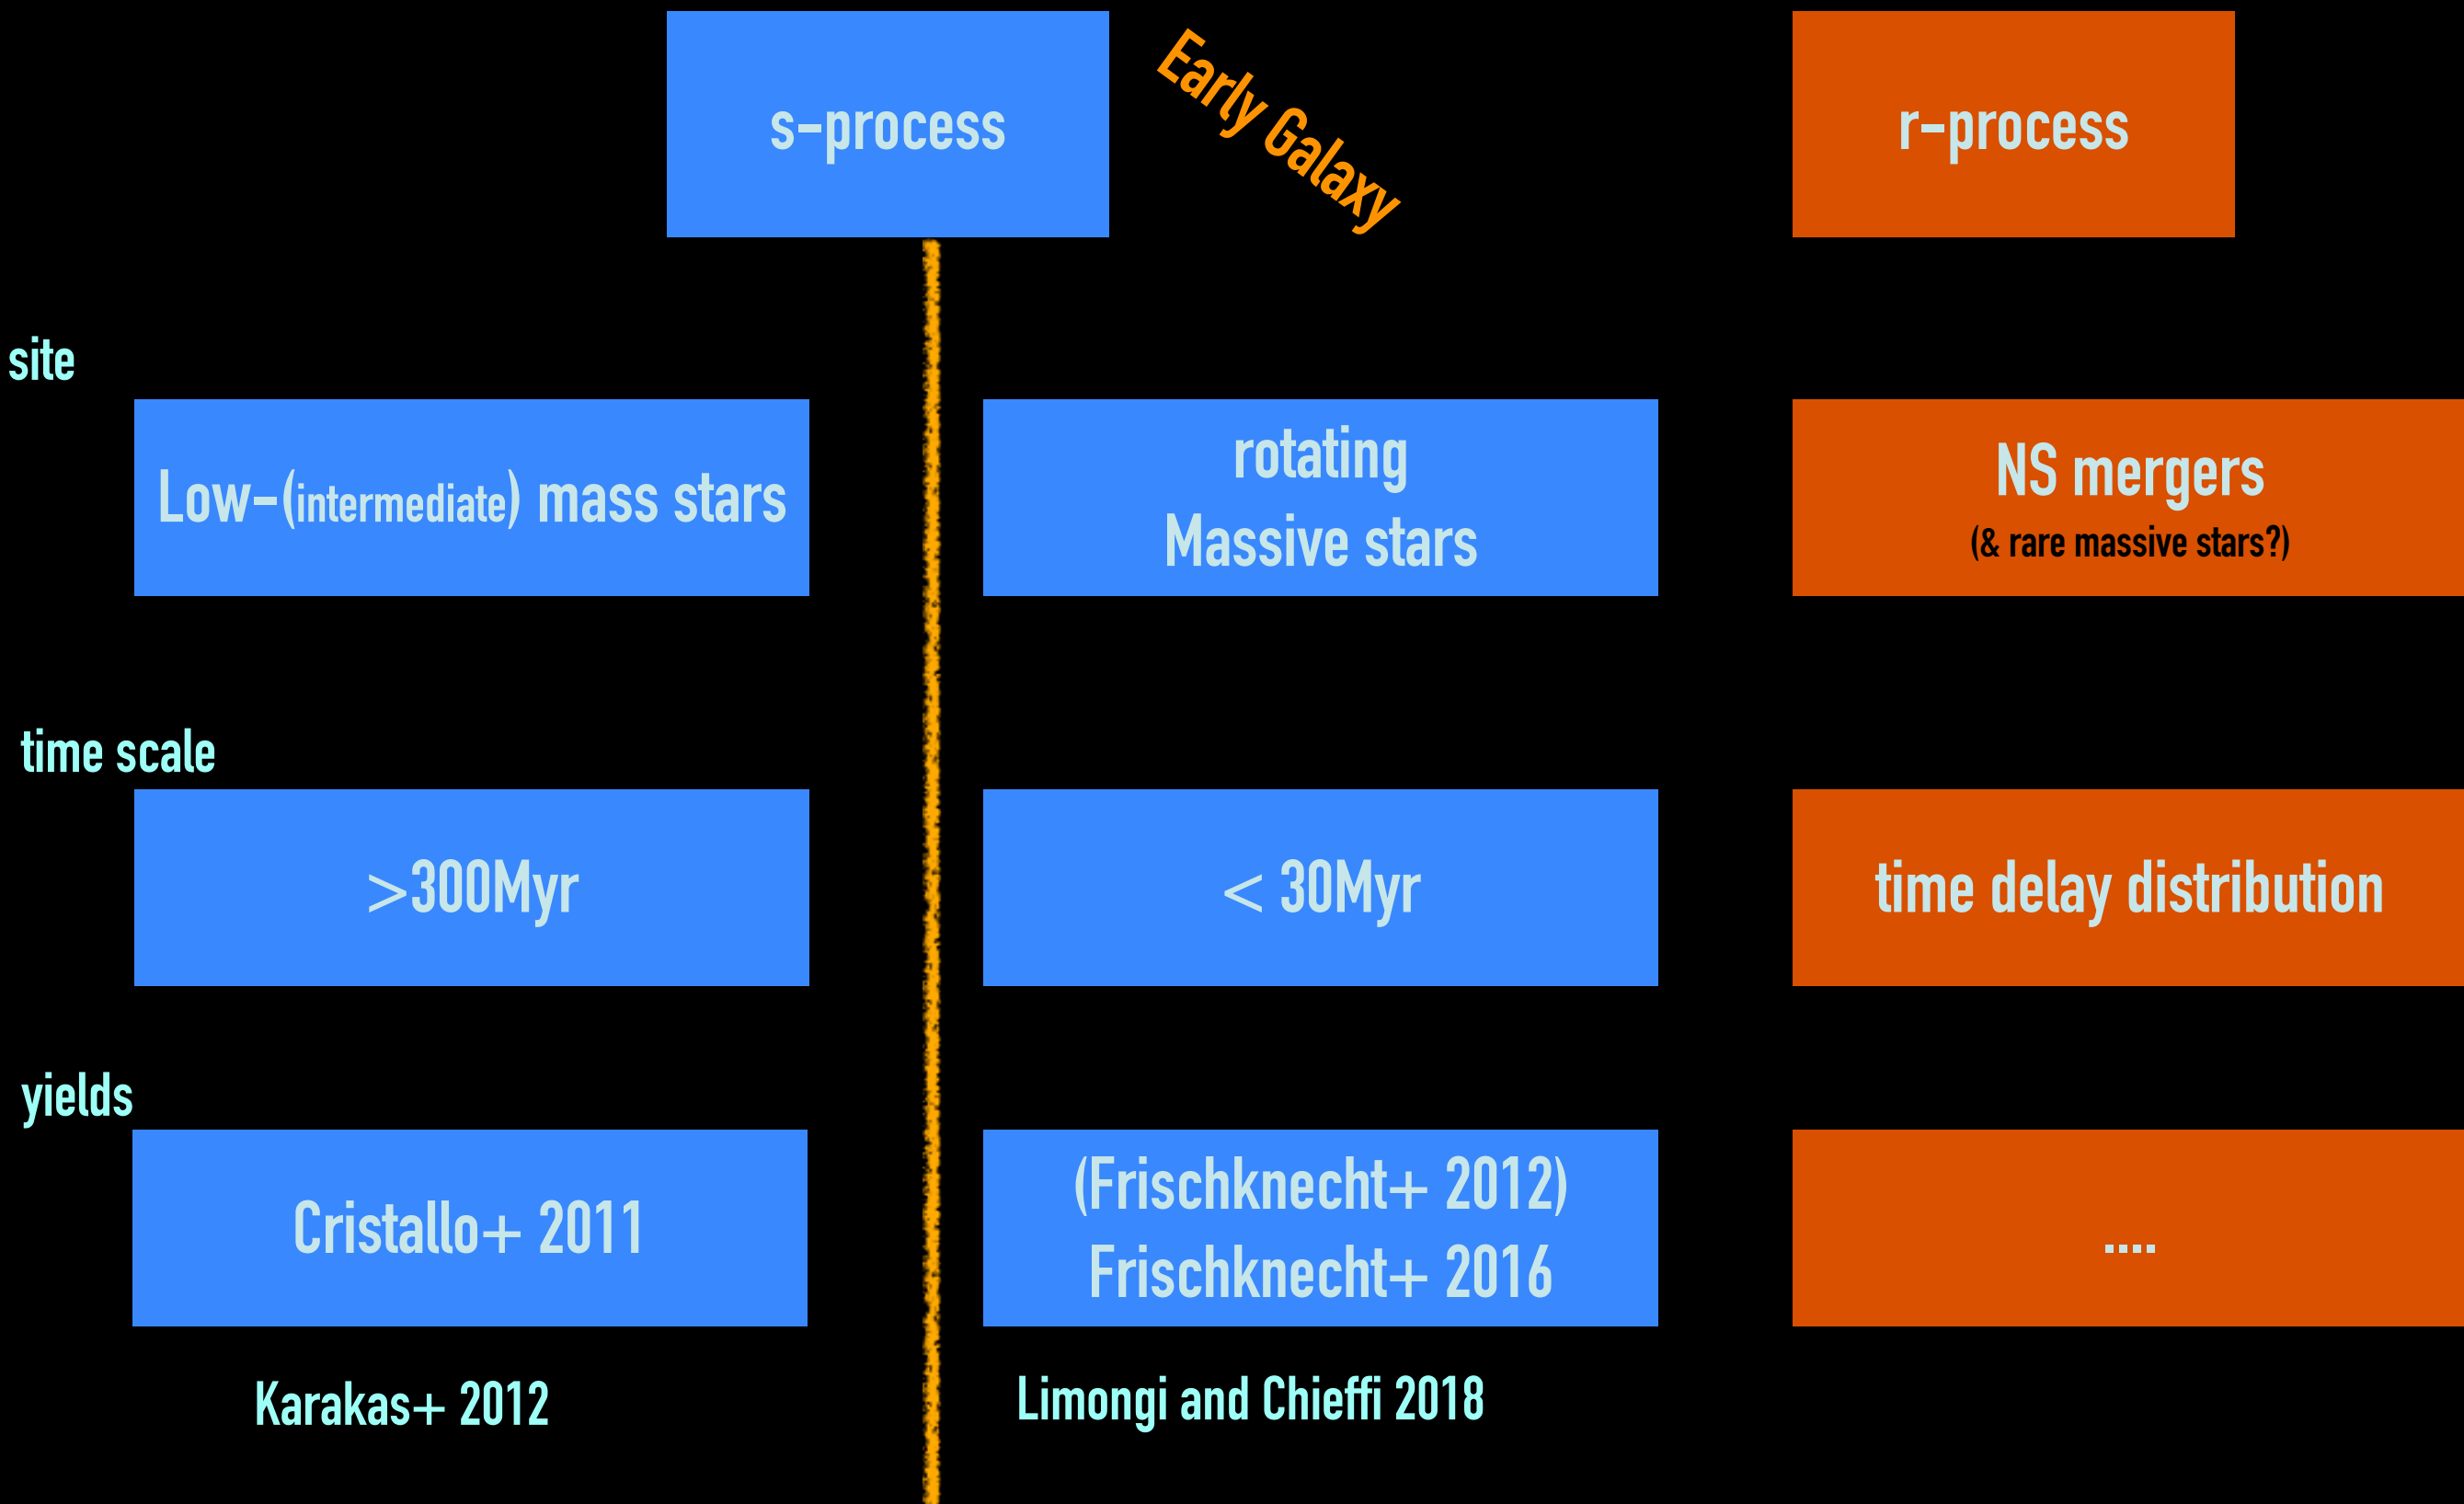 s-process
Early Galaxy
r-process
site
Low-(intermediate) mass stars
rotating
Massive stars
NS mergers
(& rare massive stars?)
time scale
>300Myr
< 30Myr
time delay distribution
yields
Cristallo+ 2011
(Frischknecht+ 2012)
Frischknecht+ 2016
....
Karakas+ 2012
Limongi and Chieffi 2018